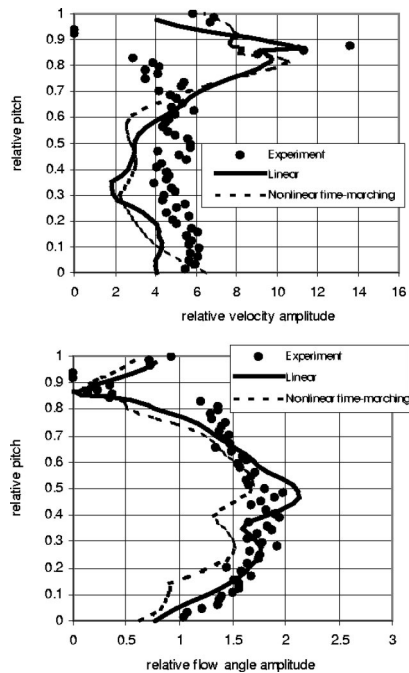 1
0.9
0.8
0.7
0.6
0.5
0.4
0.3
0.2
0.1
0
relative pitch
Experiment
Linear
Nonlinear time-marching
0 2 4 6 8 10 12 14 16
relative velocity amplitude
1
0.9
0.8
0.7
0.6
0.5
0.4
0.3
0.2
0.1
0
relative pitch
Experiment
Linear
Nonlinear time-marching
0 0.5 1 1.5 2 2.5 3
relative flow angle amplitude